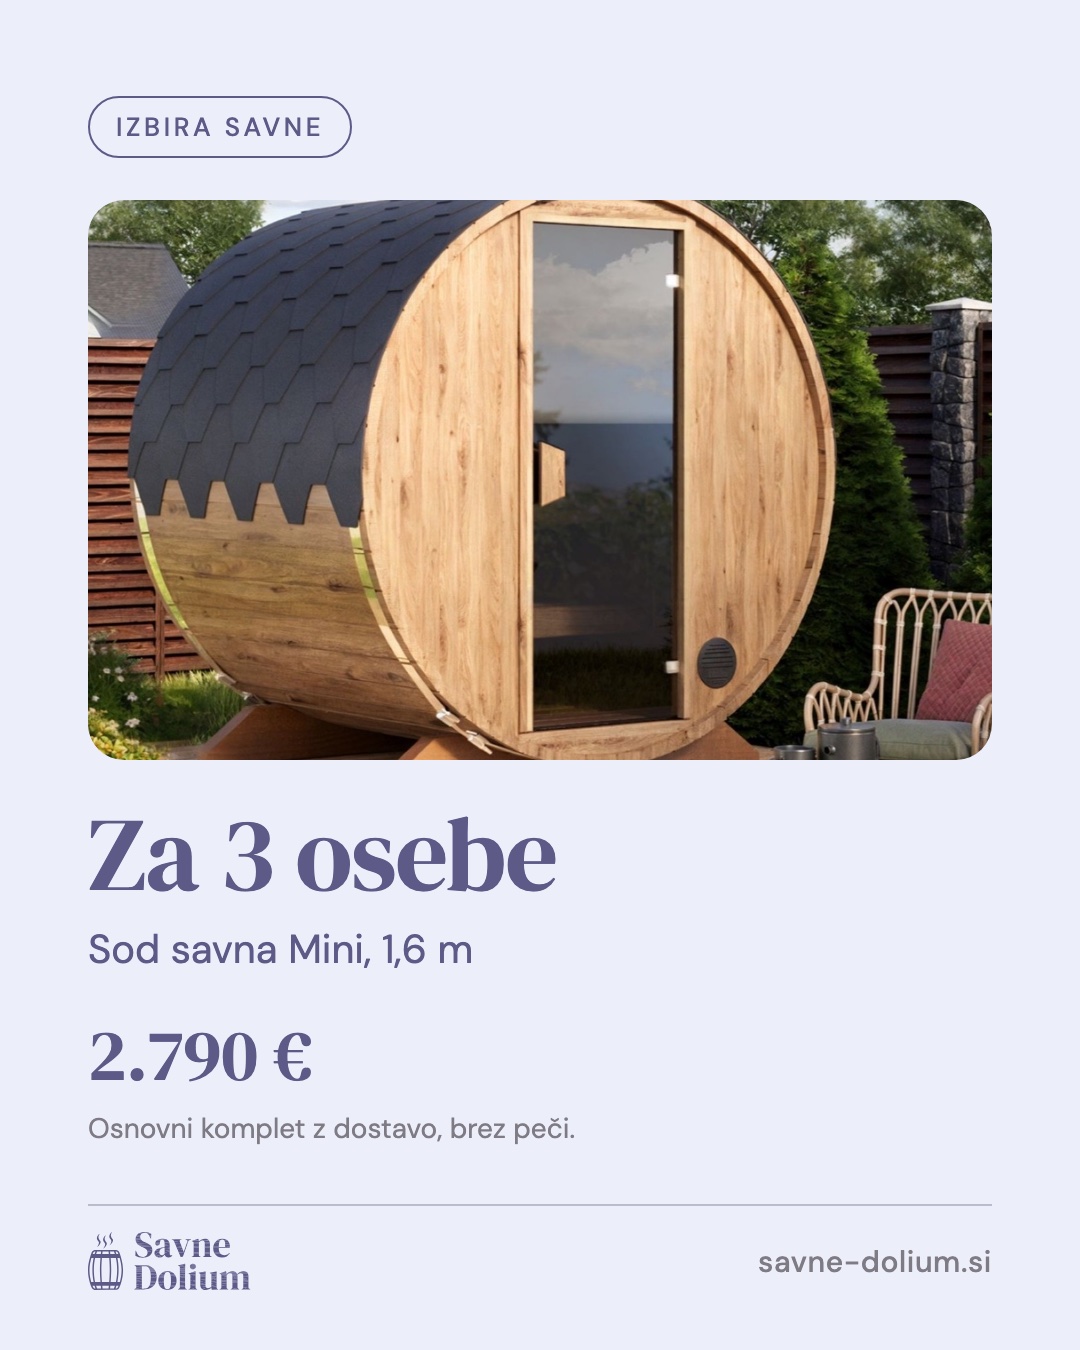 IZBIRA SAVNE
Za 3 osebe
Sod savna Mini, 1,6 m
2.790 €
Osnovni komplet z dostavo, brez peči.
Savne
Dolium
savne-dolium.si